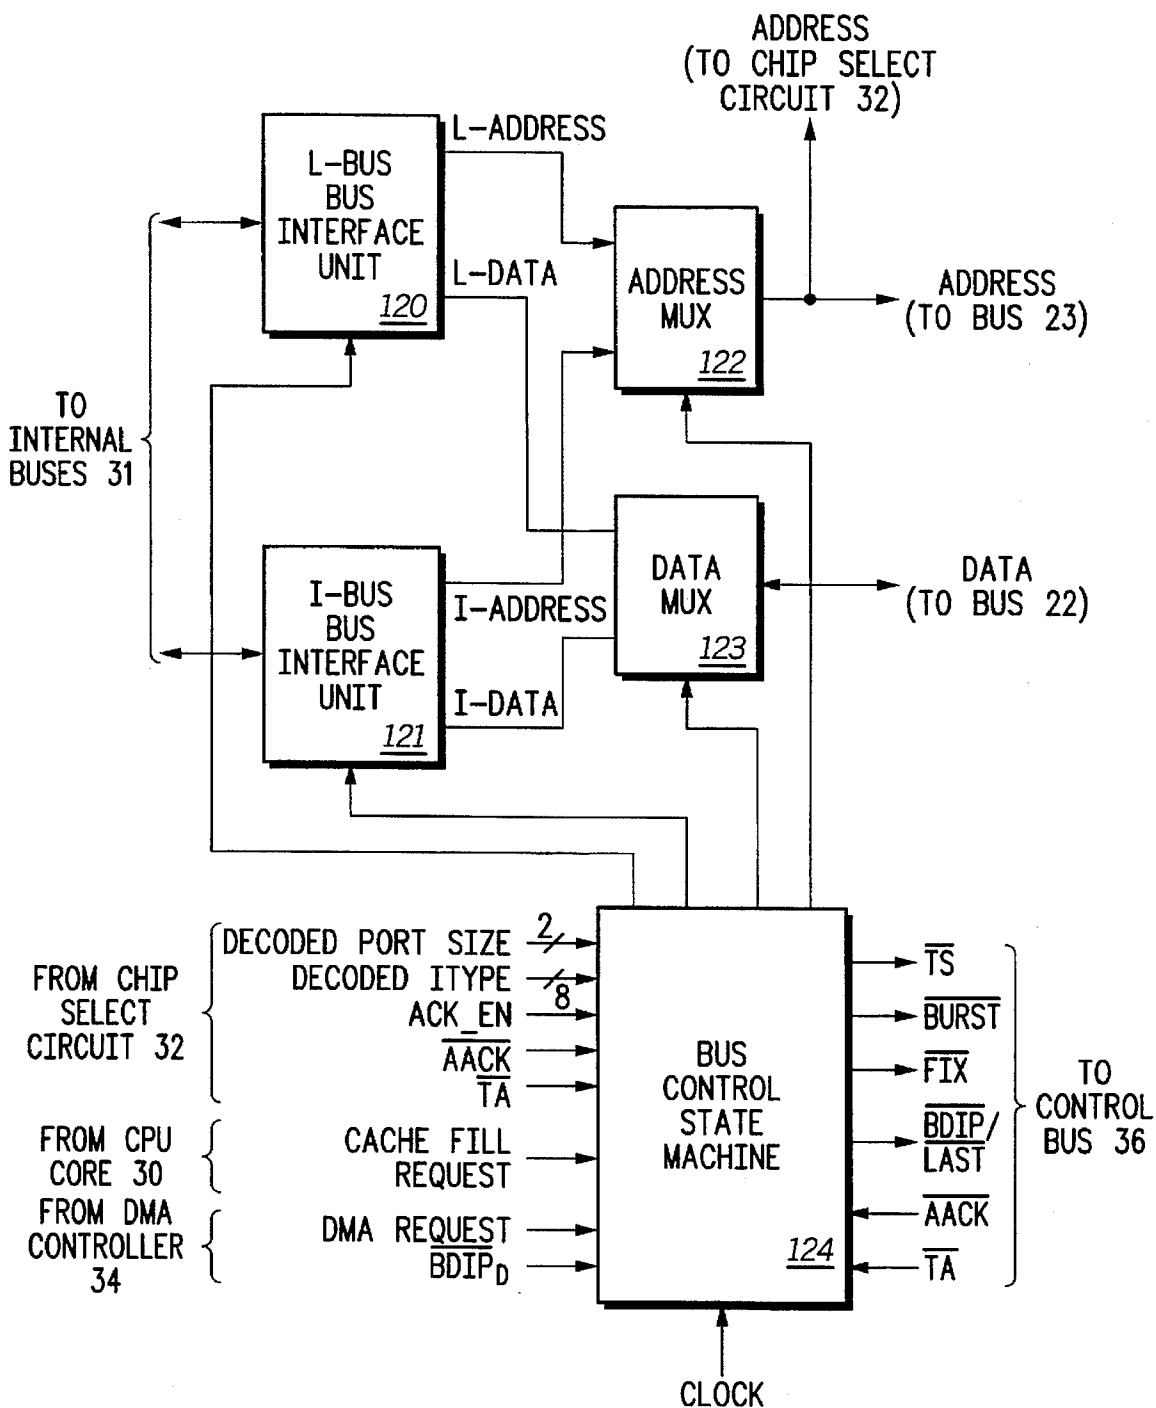 ADDRESS
(TO CHIP SELECT
CIRCUIT 32)
L-BUS
BUS
INTERFACE
UNIT
120
L-ADDRESS
L-DATA
ADDRESS
MUX
122
ADDRESS
(TO BUS 23)
TO
INTERNAL
BUSES 31
I-BUS
BUS
INTERFACE
UNIT
121
I-ADDRESS
I-DATA
DATA
MUX
123
DATA
(TO BUS 22)
FROM CHIP
SELECT
CIRCUIT 32
DECODED PORT SIZE 2
DECODED ITYPE 8
ACK_EN
AACK
TA
FROM CPU
CORE 30
CACHE FILL
REQUEST
FROM DMA
CONTROLLER
34
DMA REQUEST
BDIPD
BUS
CONTROL
STATE
MACHINE
124
TS
BURST
FIX
BDIP/
LAST
AACK
TA
TO
CONTROL
BUS 36
CLOCK